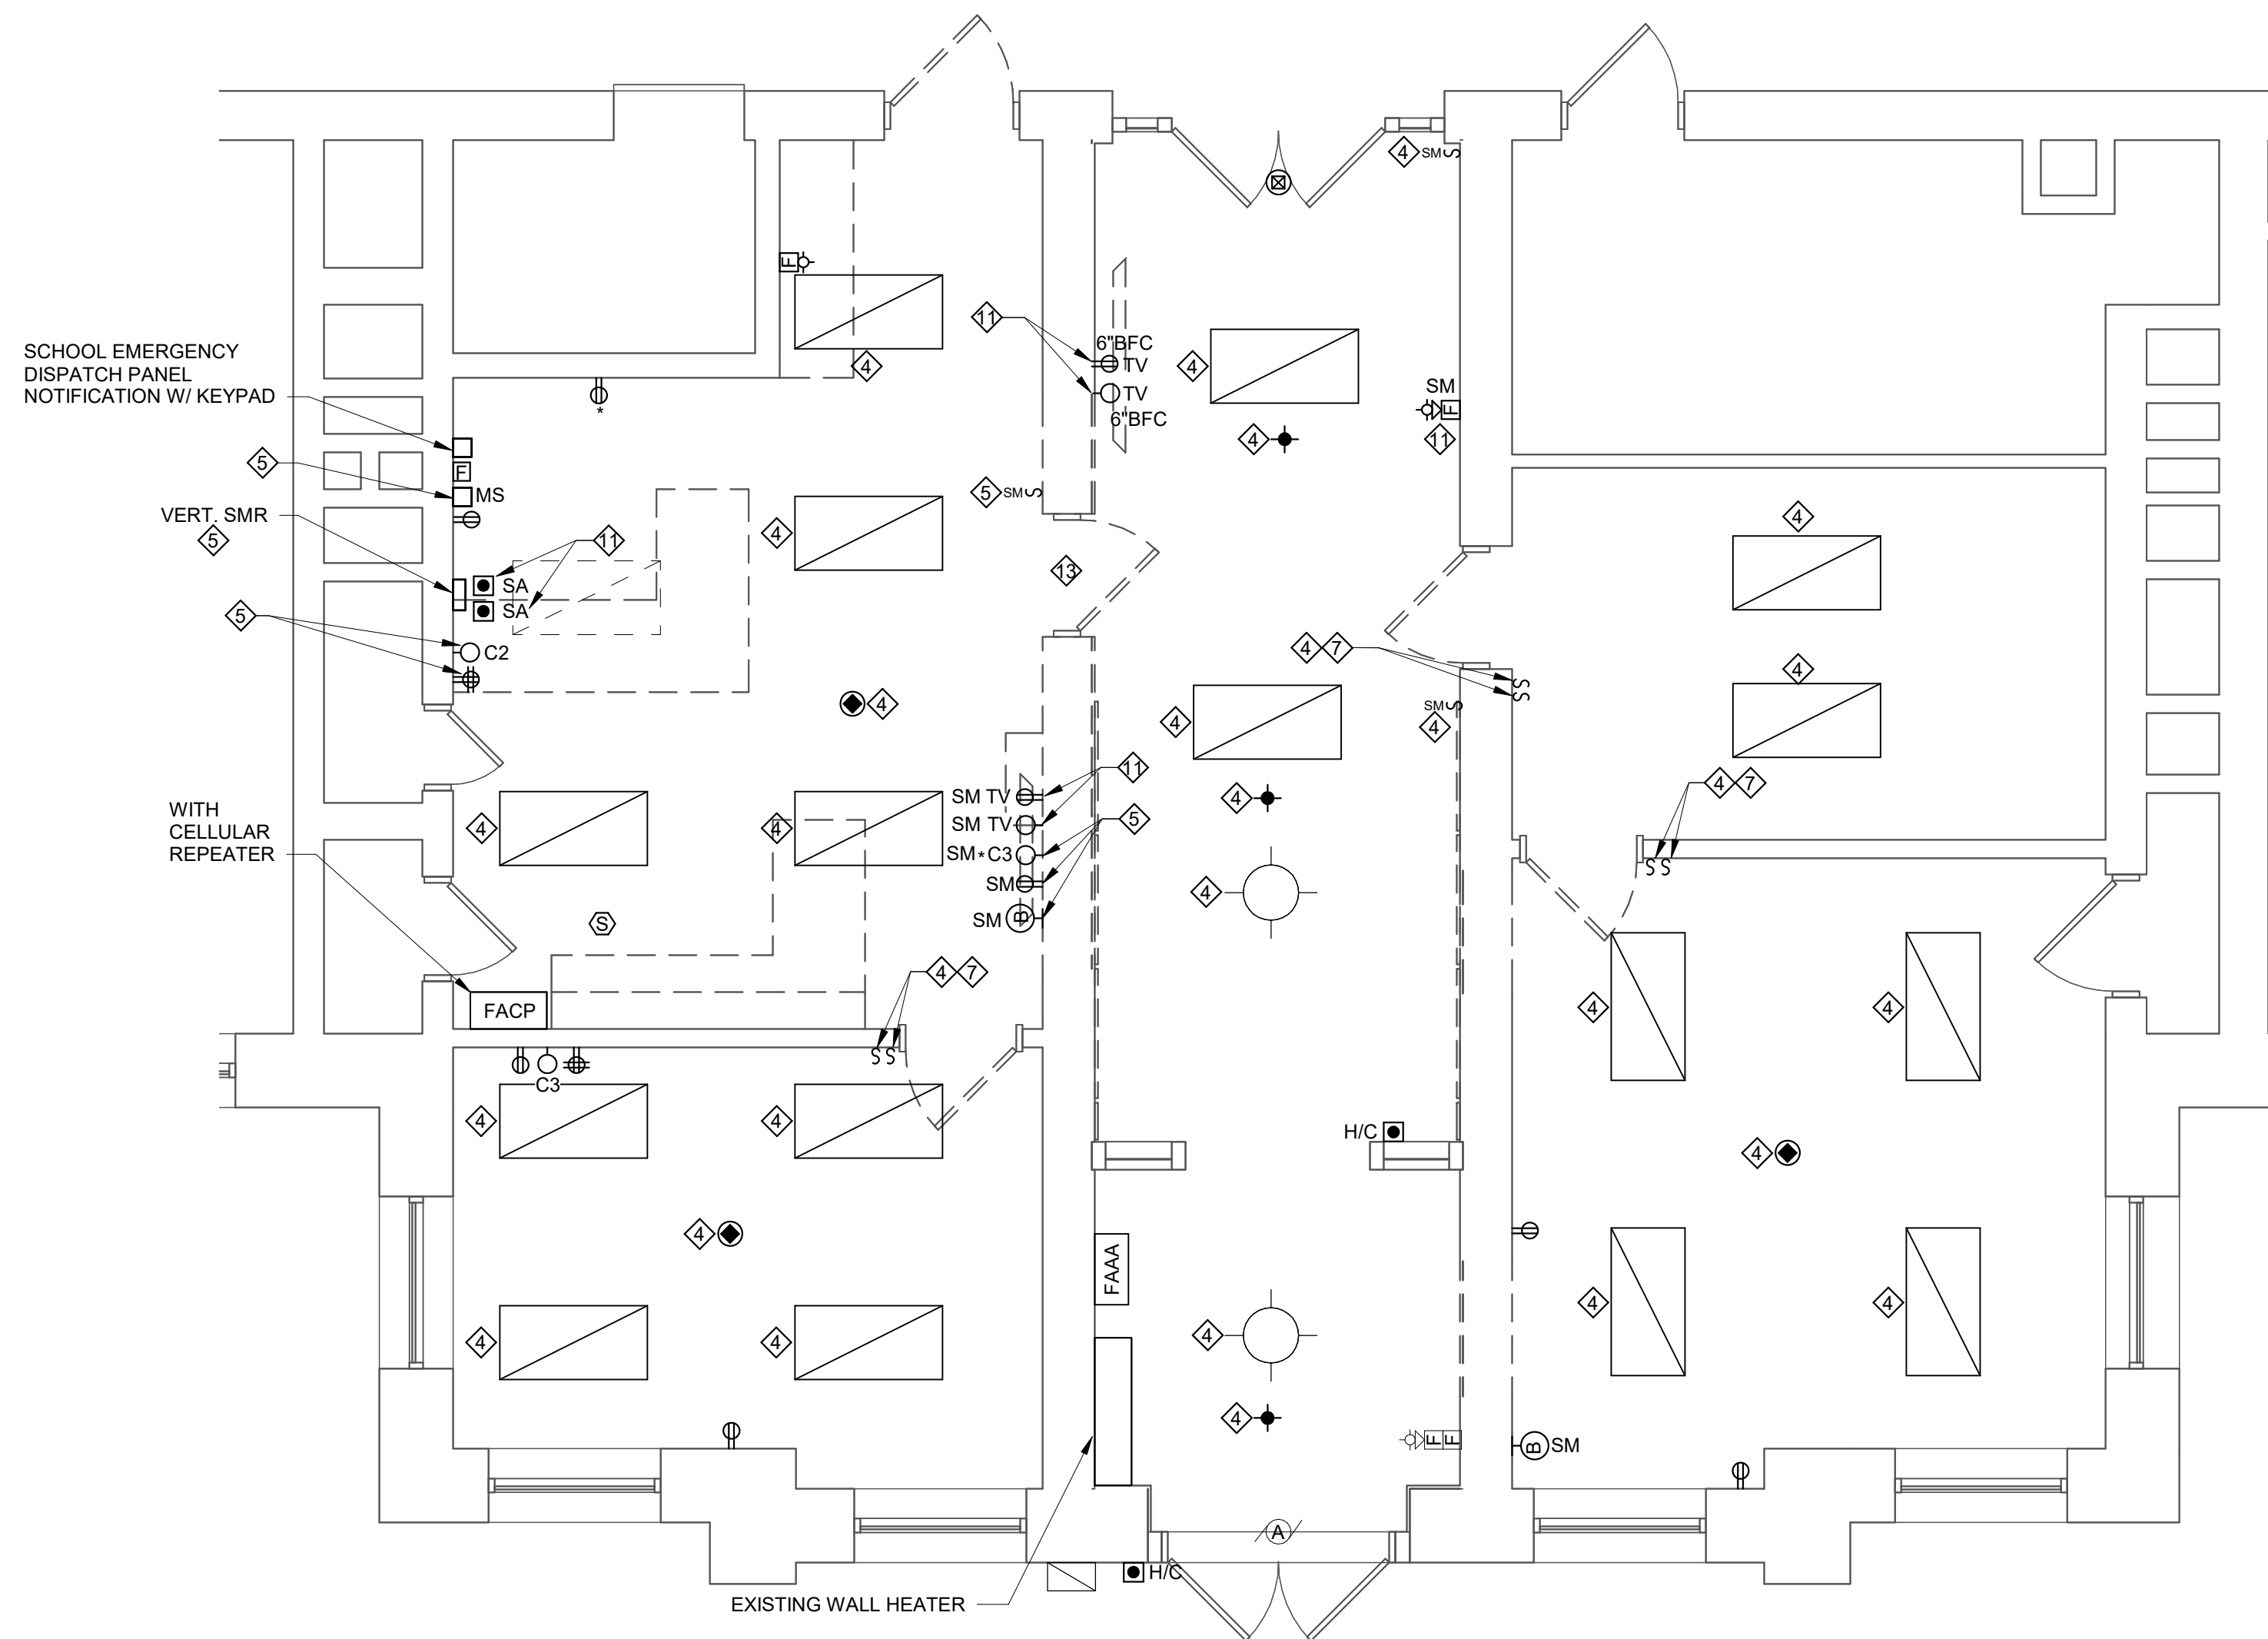 4 SM
F
11
6"BFC
TV
4
4
TV
6"BFC
SM
F
4
11
SCHOOL EMERGENCY
DISPATCH PANEL
NOTIFICATION W/ KEYPAD
*
5
F
MS
5 SM
4
4
VERT. SMR
5
11
SA
SA
13
5
C2
4 7
4
4
4
SM
4
11
4 7
SM TV
4
WITH
CELLULAR
REPEATER
4
4
SM TV
5
SM * C3
SM
4
SM B
S
4 7
FACP
4
4
C3
4
4
H/C
4
4
FAAA
4
4
4
4
4
4
F F
B SM
A
H/C
EXISTING WALL HEATER